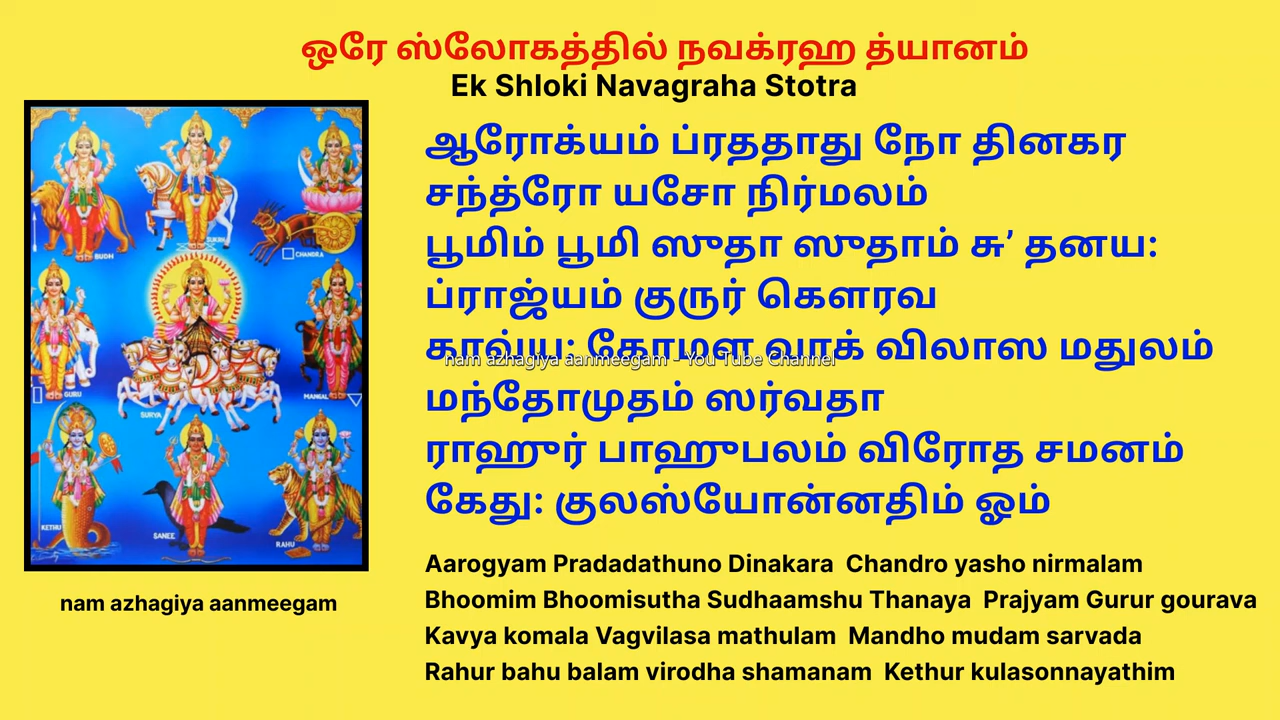 ஒரே ஸ்லோகத்தில் நவக்ரஹ த்யானம்
Ek Shloki Navagraha Stotra
ஆரோக்யம் ப்ரததாது நோ தினகர
சந்த்ரோ யசோ நிர்மலம்
பூமிம் பூமி ஸுதா ஸுதாம் சு’ தனய:
ப்ராஜ்யம் குருர் கௌரவ
காவ்ய: கோமள வாக் விலாஸ மதுலம்
nam azhagiya aanmeegam - You Tube Channel
மந்தோமுதம் ஸர்வதா
ராஹுர் பாஹுபலம் விரோத சமனம்
கேது: குலஸ்யோன்னதிம் ஓம்
Aarogyam Pradadathuno Dinakara Chandro yasho nirmalam
Bhoomim Bhoomisutha Sudhaamshu Thanaya Prajyam Gurur gourava
Kavya komala Vagvilasa mathulam Mandho mudam sarvada
Rahur bahu balam virodha shamanam Kethur kulasonnayathim
BUDH
SUKRA
CHANDRA
GURU
SURYA
MANGAL
KETHU
SANEE
RAHU
nam azhagiya aanmeegam